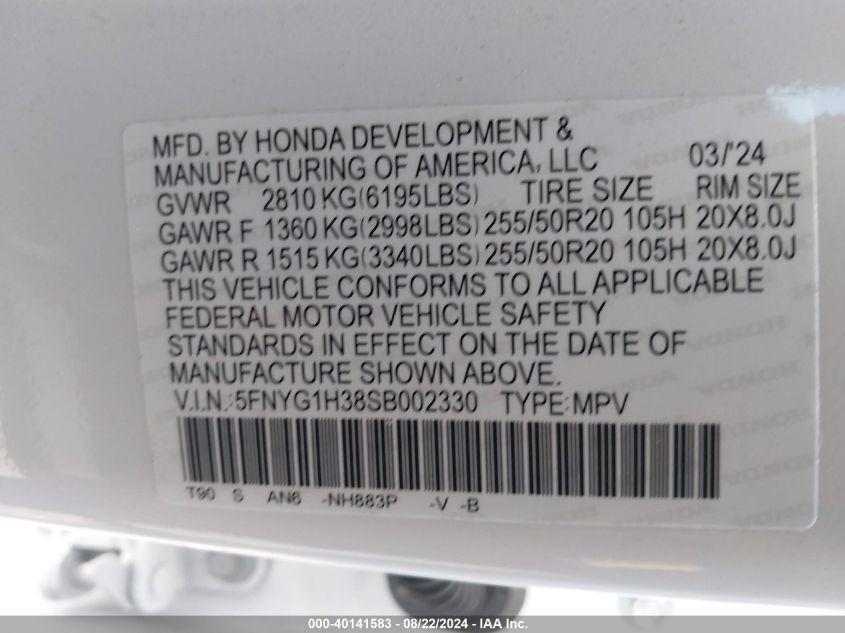 MFD. BY HONDA DEVELOPMENT &
MANUFACTURING OF AMERICA, LLC 03/'24
GVWR 2810 KG(6195LBS) TIRE SIZE RIM SIZE
GAWR F 1360 KG(2998LBS) 255/50R20 105H 20X8.0J
GAWR R 1515 KG(3340LBS) 255/50R20 105H 20X8.0J
THIS VEHICLE CONFORMS TO ALL APPLICABLE
FEDERAL MOTOR VEHICLE SAFETY
STANDARDS IN EFFECT ON THE DATE OF
MANUFACTURE SHOWN ABOVE.
V.I.N.:5FNYG1H38SB002330 TYPE:MPV
T90 S AN6 -NH883P -V -B
000-40141583 - 08/22/2024 - IAA Inc.